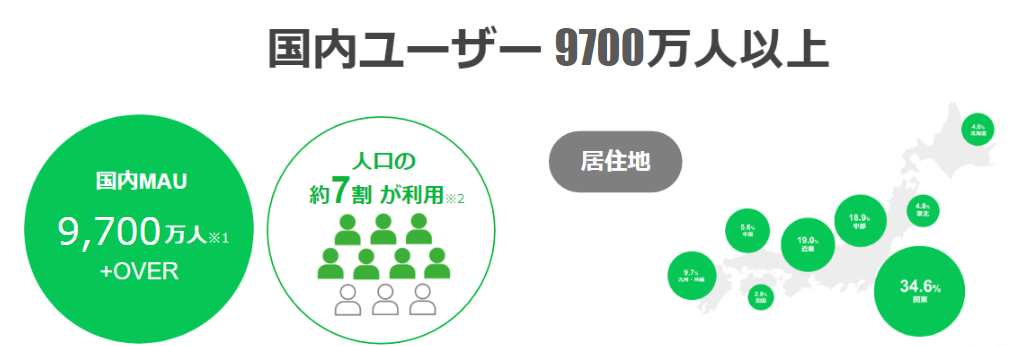 国内ユーザー 9700万人以上
国内MAU
9,700万人※1
+OVER
人口の
約7割 が利用※2
居住地
4.5%
北海道
4.8%
東北
18.9%
中部
19.0%
近畿
5.6%
中国
9.7%
九州・沖縄
2.9%
四国
34.6%
関東